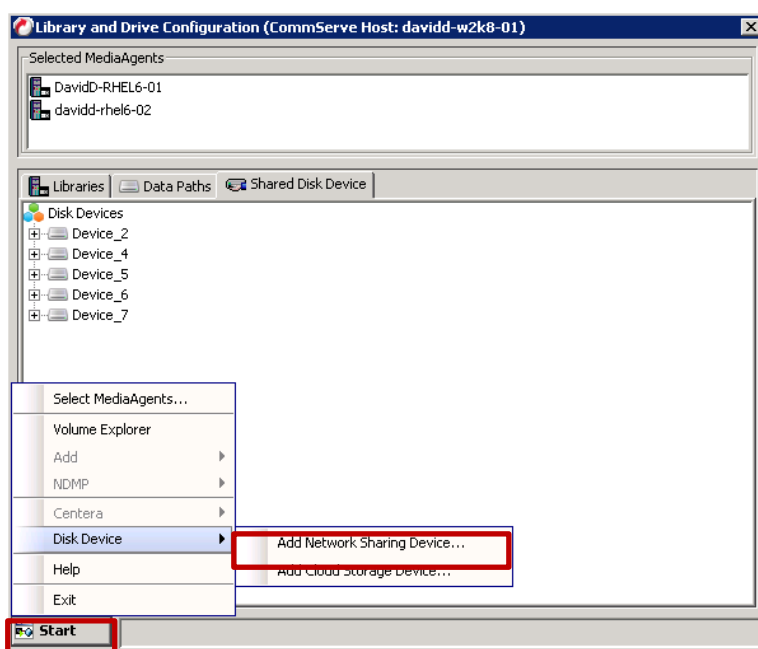 Library and Drive Configuration (CommServe Host: davidd-w2k8-01)
Selected MediaAgents
DavidD-RHEL6-01
davidd-rhel6-02
Libraries Data Paths Shared Disk Device
Disk Devices
Device_2
Device_4
Device_5
Device_6
Device_7
Select MediaAgents...
Volume Explorer
Add
NDMP
Centera
Disk Device
Add Network Sharing Device...
Add Cloud Storage Device...
Help
Exit
Start